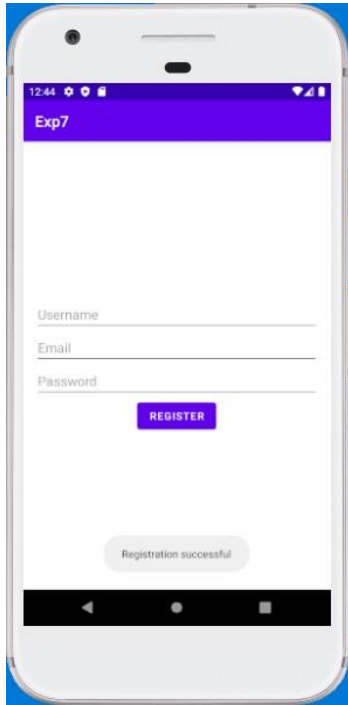 12:44
Exp7
Username
Email
Password
REGISTER
Registration successful